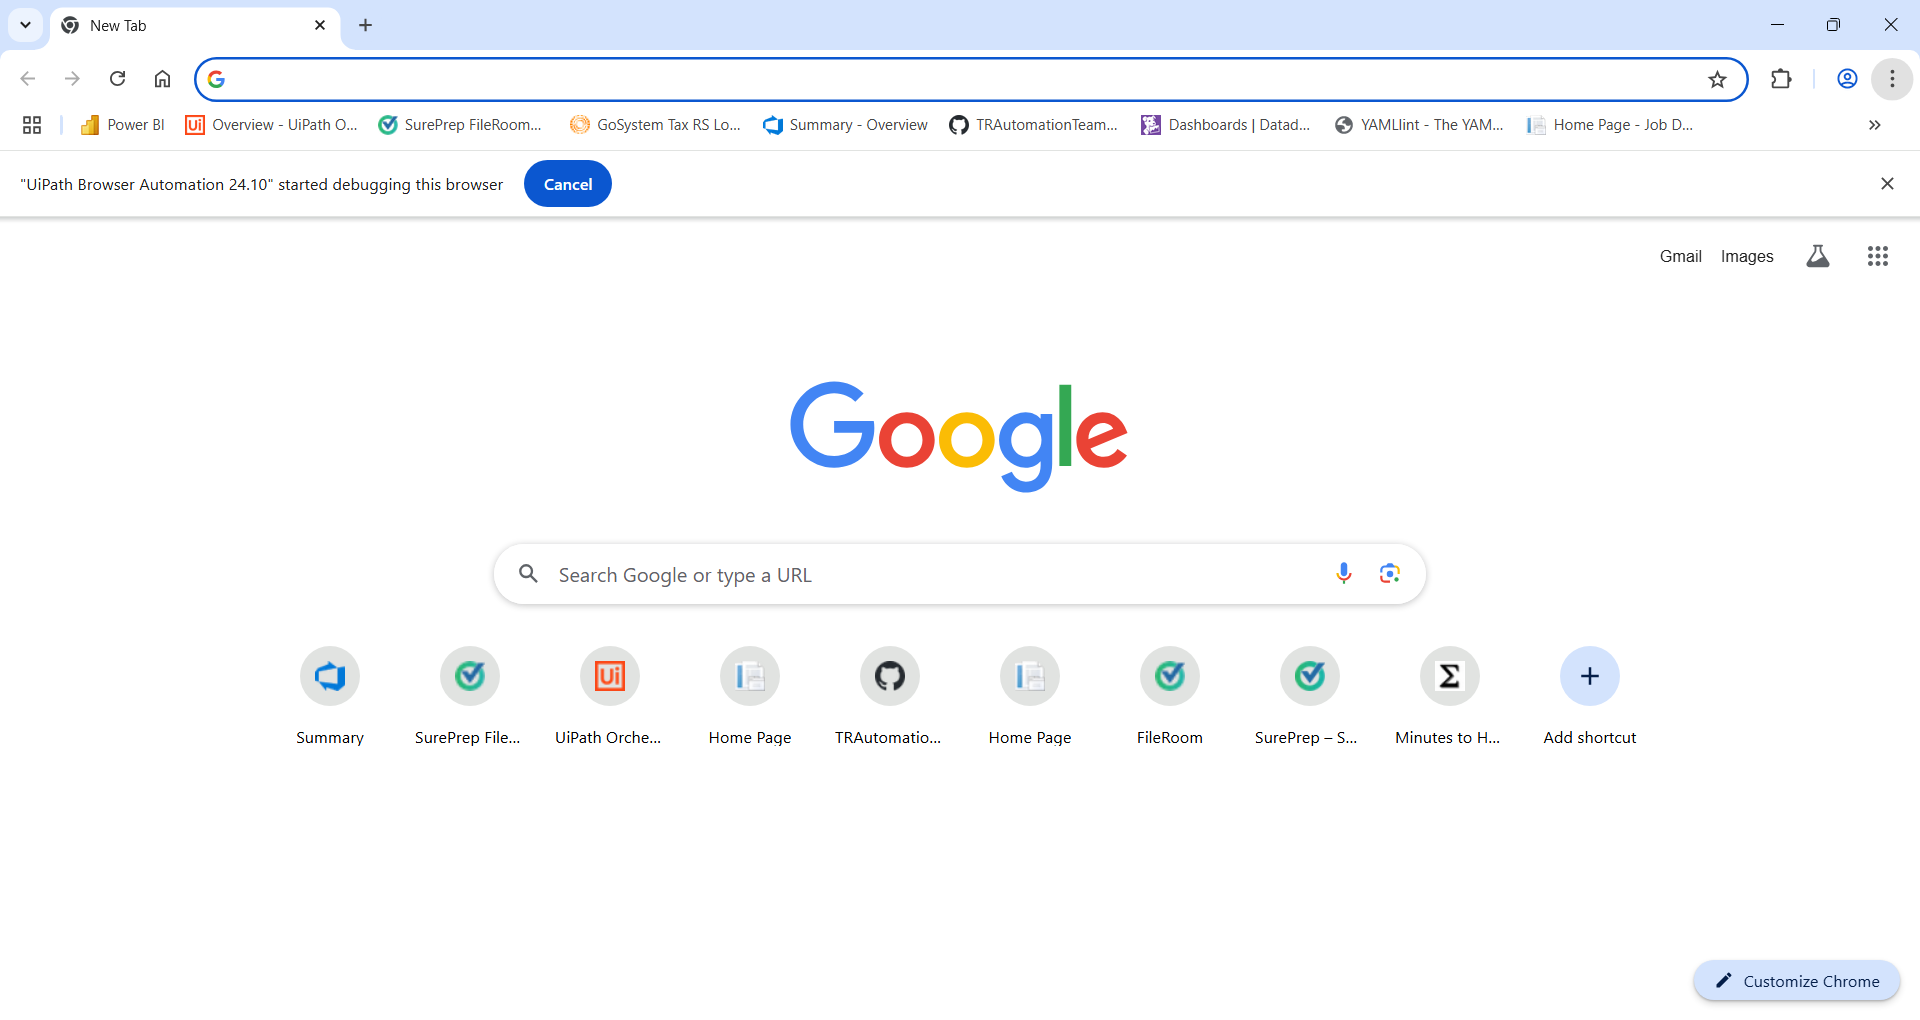 New Tab
Power BI
Overview - UiPath O...
SurePrep FileRoom...
GoSystem Tax RS Lo...
Summary - Overview
TRAutomationTeam...
Dashboards | Datad...
YAMLlint - The YAM...
Home Page - Job D...
"UiPath Browser Automation 24.10" started debugging this browser
Cancel
Gmail
Images
Google
Search Google or type a URL
Summary
SurePrep File...
UiPath Orche...
Home Page
TRAutomatio...
Home Page
FileRoom
SurePrep – S...
Minutes to H...
Add shortcut
Customize Chrome